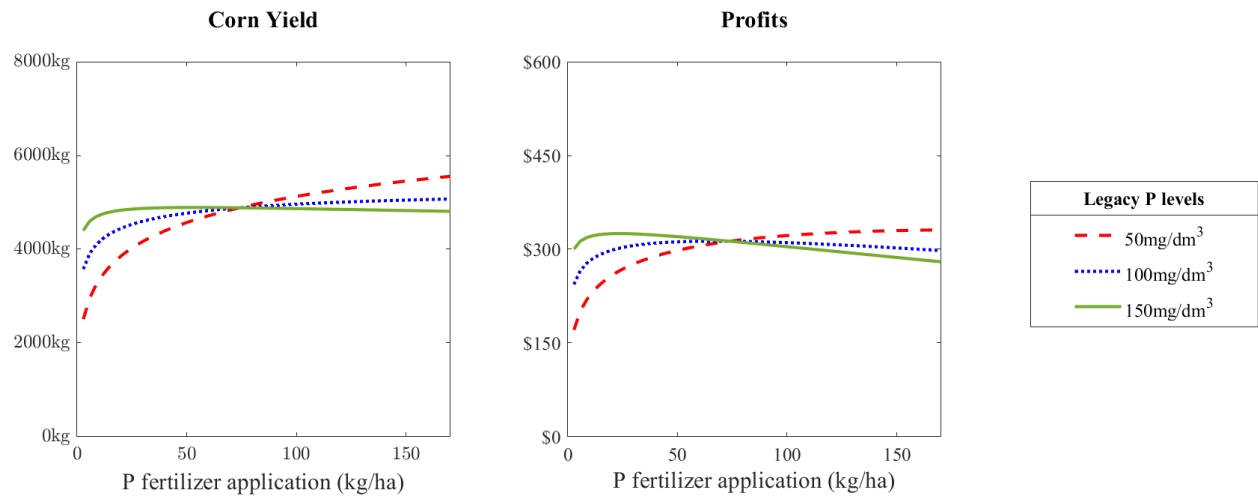 Corn Yield
8000kg
6000kg
4000kg
2000kg
0kg
0
50
100
150
P fertilizer application (kg/ha)
Profits
$600
$450
$300
$150
$0
0
50
100
150
P fertilizer application (kg/ha)
Legacy P levels
50mg/dm³
100mg/dm³
150mg/dm³